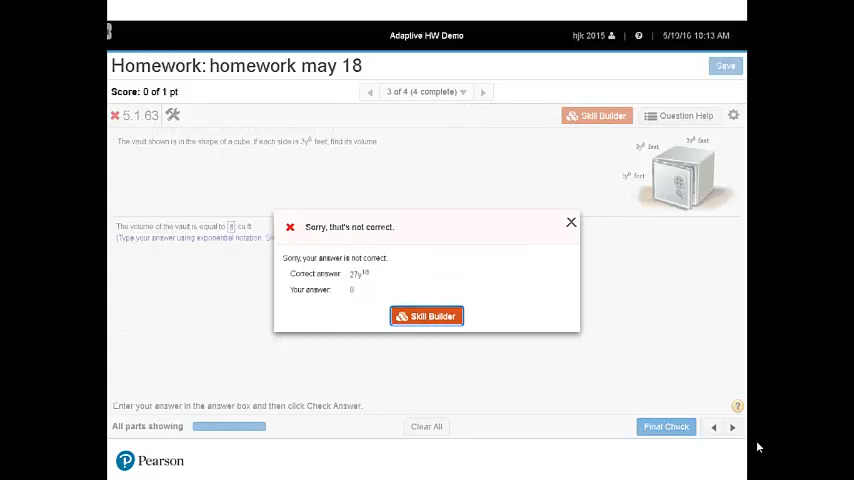 Adaptive HW Demo
hjk 2015
5/19/16 10:13 AM
Homework: homework may 18
Save
Score: 0 of 1 pt
3 of 4 (4 complete)
5.1.63
Skill Builder
Question Help
The vault shown is in the shape of a cube. If each side is 3y⁶ feet, find its volume
3y⁶ feet
3y⁶ feet
3y⁶ feet
The volume of the vault is equal to 8 cu ft
(Type your answer using exponential notation.
Sorry, that's not correct.
Sorry, your answer is not correct.
Correct answer: 27y¹⁸
Your answer: 8
Skill Builder
Enter your answer in the answer box and then click Check Answer.
?
All parts showing
Clear All
Final Check
Pearson